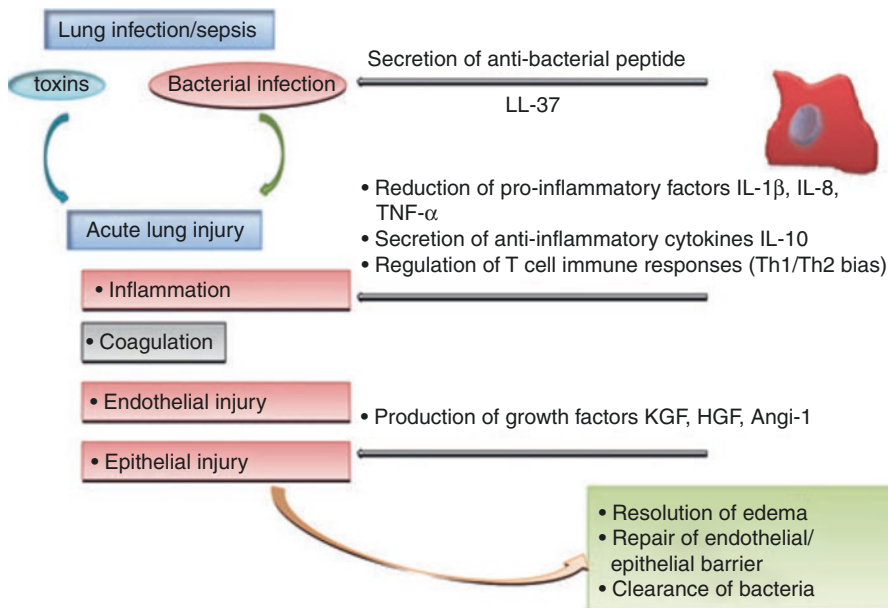 Lung infection/sepsis
toxins
Bacterial infection
Secretion of anti-bacterial peptide
LL-37
• Reduction of pro-inflammatory factors IL-1β, IL-8,
TNF-α
• Secretion of anti-inflammatory cytokines IL-10
• Regulation of T cell immune responses (Th1/Th2 bias)
Acute lung injury
• Inflammation
• Coagulation
• Endothelial injury
• Production of growth factors KGF, HGF, Angi-1
• Epithelial injury
• Resolution of edema
• Repair of endothelial/
epithelial barrier
• Clearance of bacteria